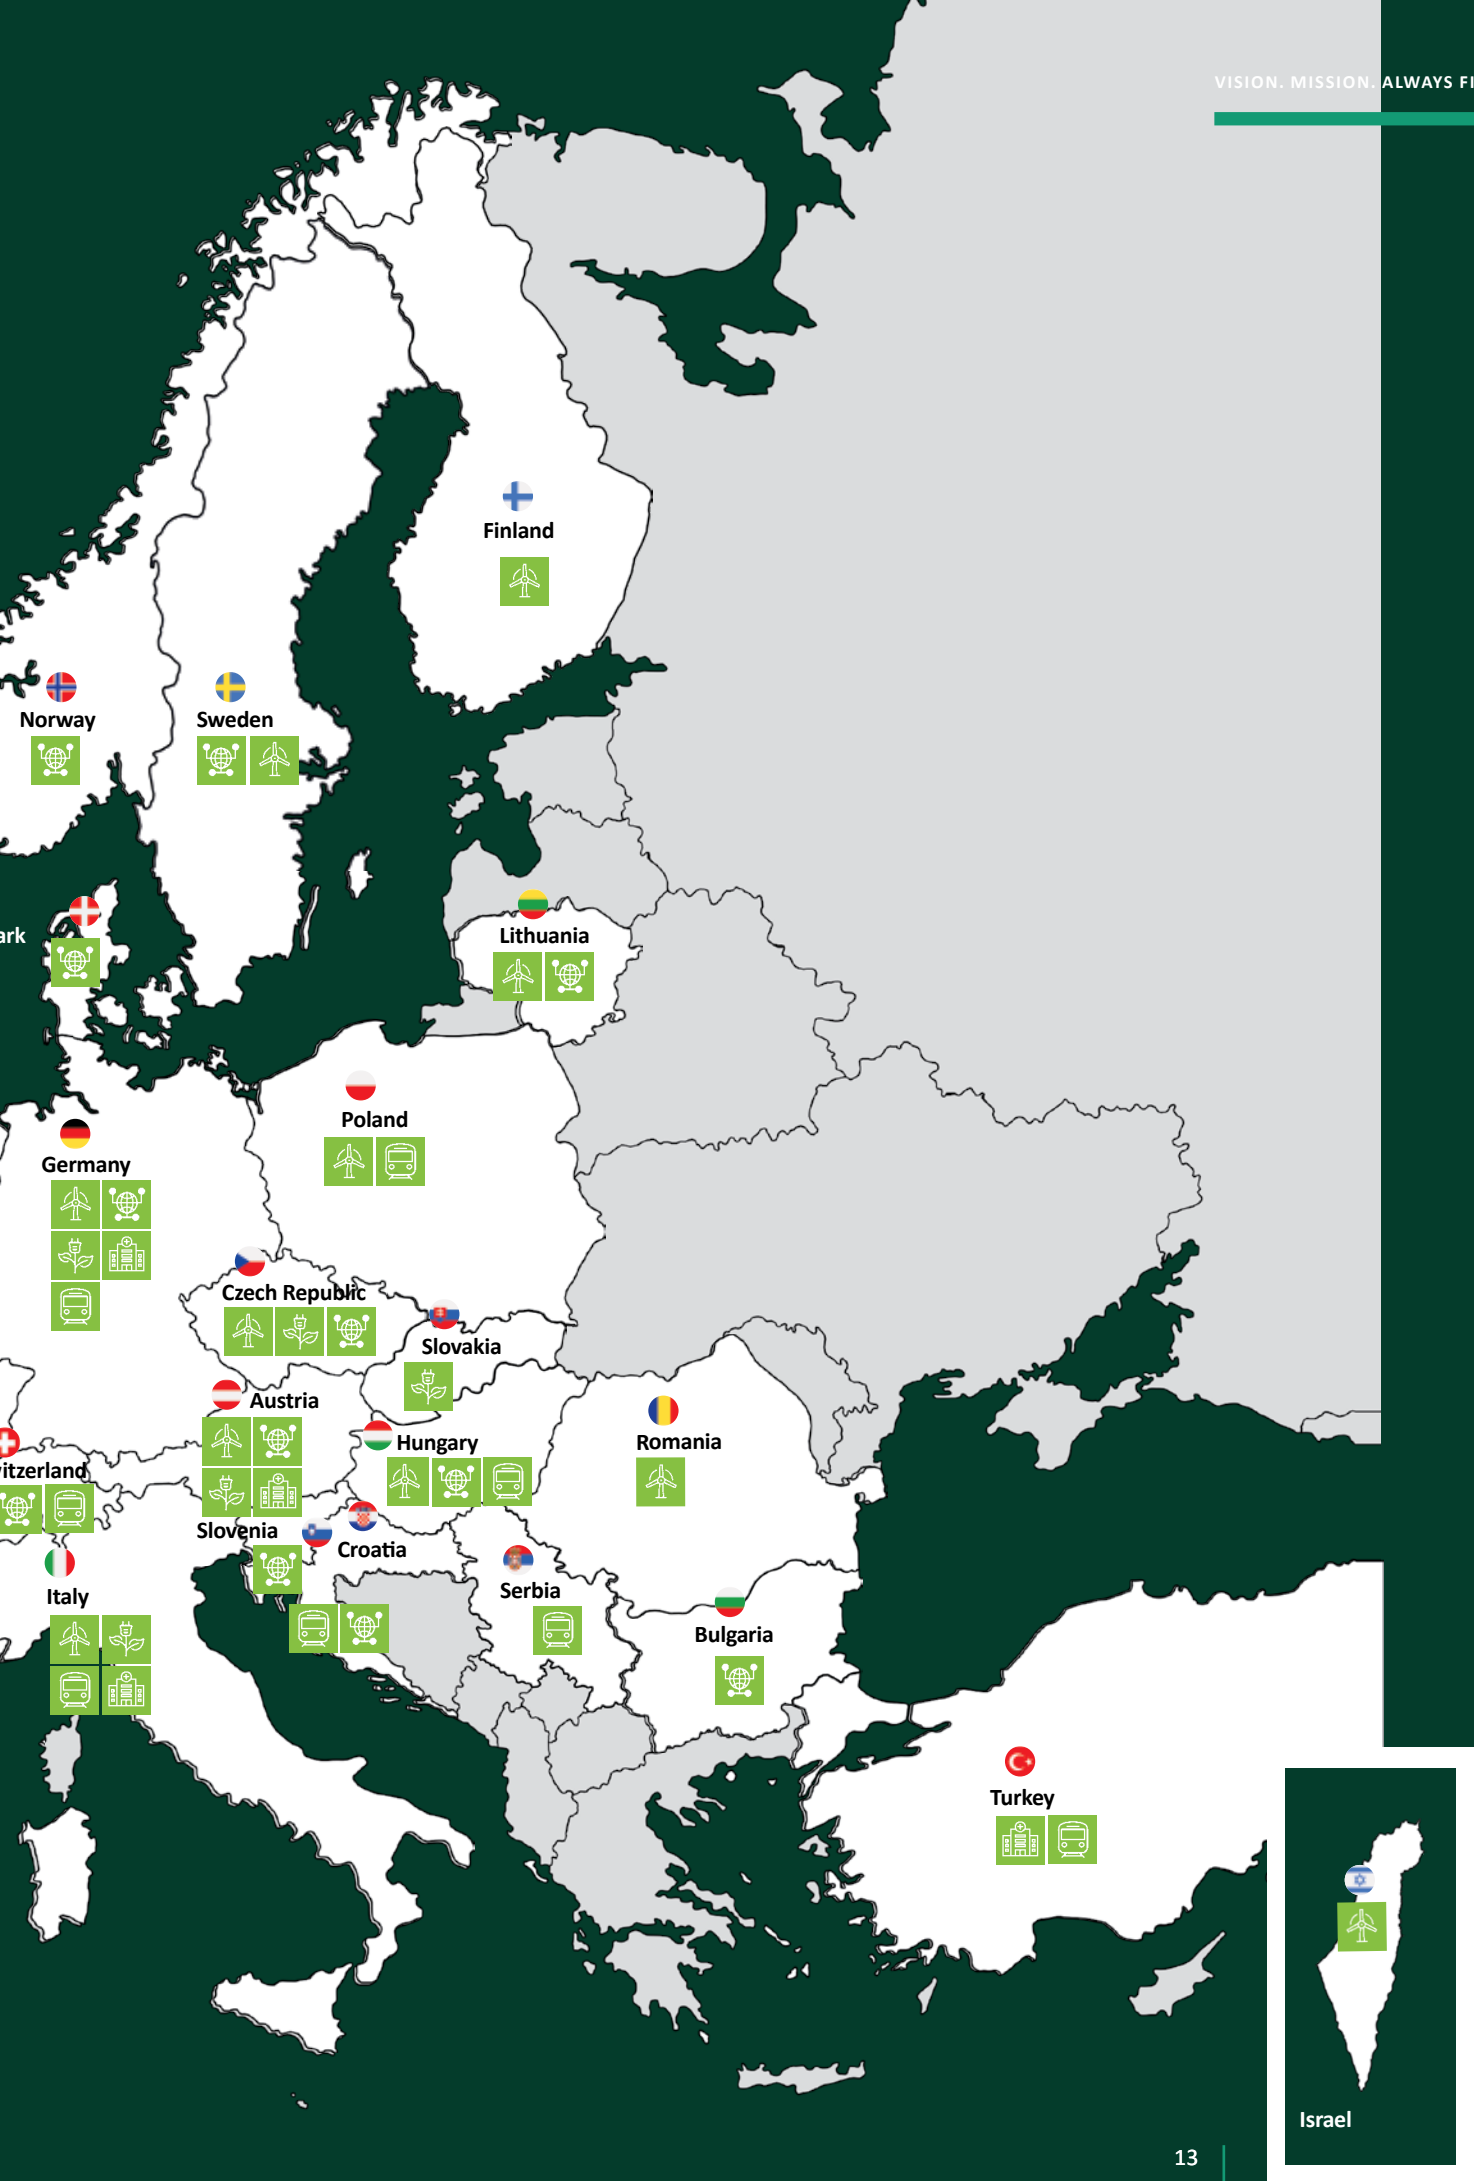 VISION. MISSION. ALWAYS FI
Finland
Norway
Sweden
ark
Lithuania
Poland
Germany
Czech Republic
Slovakia
Austria
Hungary
Romania
itzerland
Slovenia
Croatia
Italy
Serbia
Bulgaria
Turkey
Israel
13